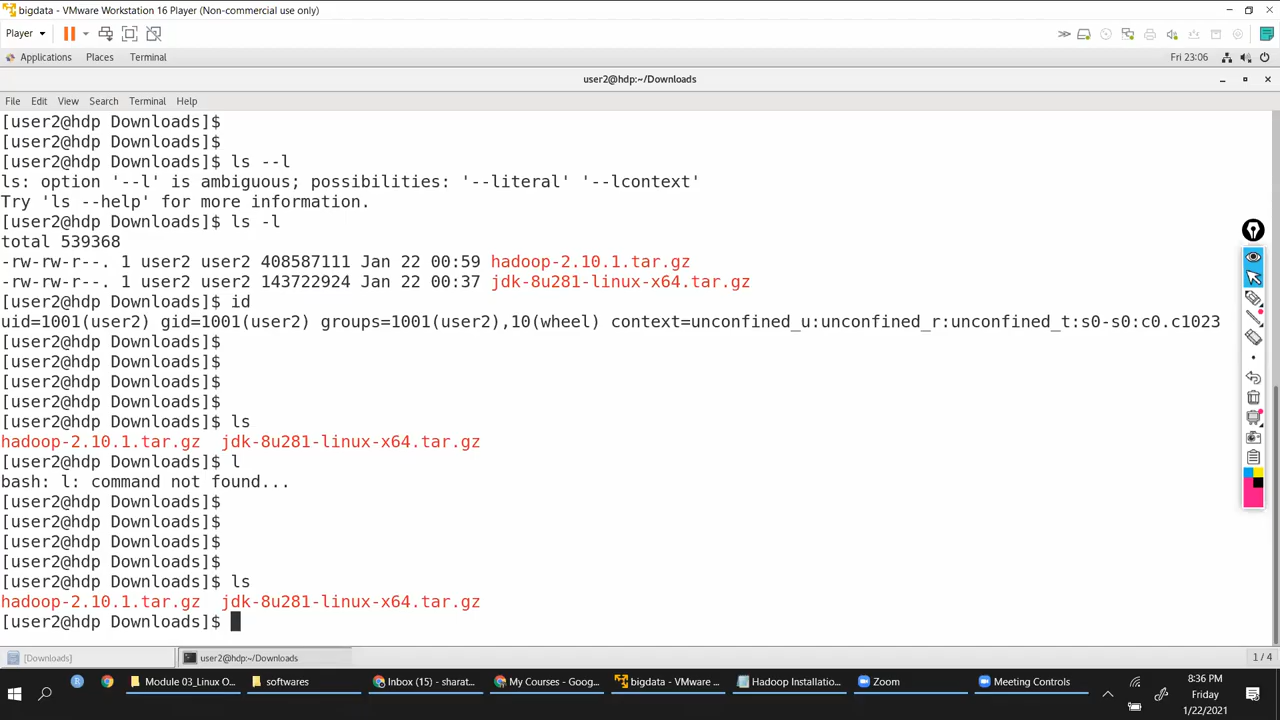 bigdata - VMware Workstation 16 Player (Non-commercial use only)
Player
Applications Places Terminal Fri 23:06
user2@hdp:~/Downloads
File Edit View Search Terminal Help
[user2@hdp Downloads]$
[user2@hdp Downloads]$
[user2@hdp Downloads]$ ls --l
ls: option '--l' is ambiguous; possibilities: '--literal' '--lcontext'
Try 'ls --help' for more information.
[user2@hdp Downloads]$ ls -l
total 539368
-rw-rw-r--. 1 user2 user2 408587111 Jan 22 00:59 hadoop-2.10.1.tar.gz
-rw-rw-r--. 1 user2 user2 143722924 Jan 22 00:37 jdk-8u281-linux-x64.tar.gz
[user2@hdp Downloads]$ id
uid=1001(user2) gid=1001(user2) groups=1001(user2),10(wheel) context=unconfined_u:unconfined_r:unconfined_t:s0-s0:c0.c1023
[user2@hdp Downloads]$
[user2@hdp Downloads]$
[user2@hdp Downloads]$
[user2@hdp Downloads]$
[user2@hdp Downloads]$ ls
hadoop-2.10.1.tar.gz jdk-8u281-linux-x64.tar.gz
[user2@hdp Downloads]$ l
bash: l: command not found...
[user2@hdp Downloads]$
[user2@hdp Downloads]$
[user2@hdp Downloads]$
[user2@hdp Downloads]$
[user2@hdp Downloads]$ ls
hadoop-2.10.1.tar.gz jdk-8u281-linux-x64.tar.gz
[user2@hdp Downloads]$
[Downloads] user2@hdp:~/Downloads 1 / 4
Module 03_Linux O... softwares Inbox (15) - sharat... My Courses - Goog... bigdata - VMware ... Hadoop Installatio... Zoom Meeting Controls
8:36 PM
Friday
1/22/2021